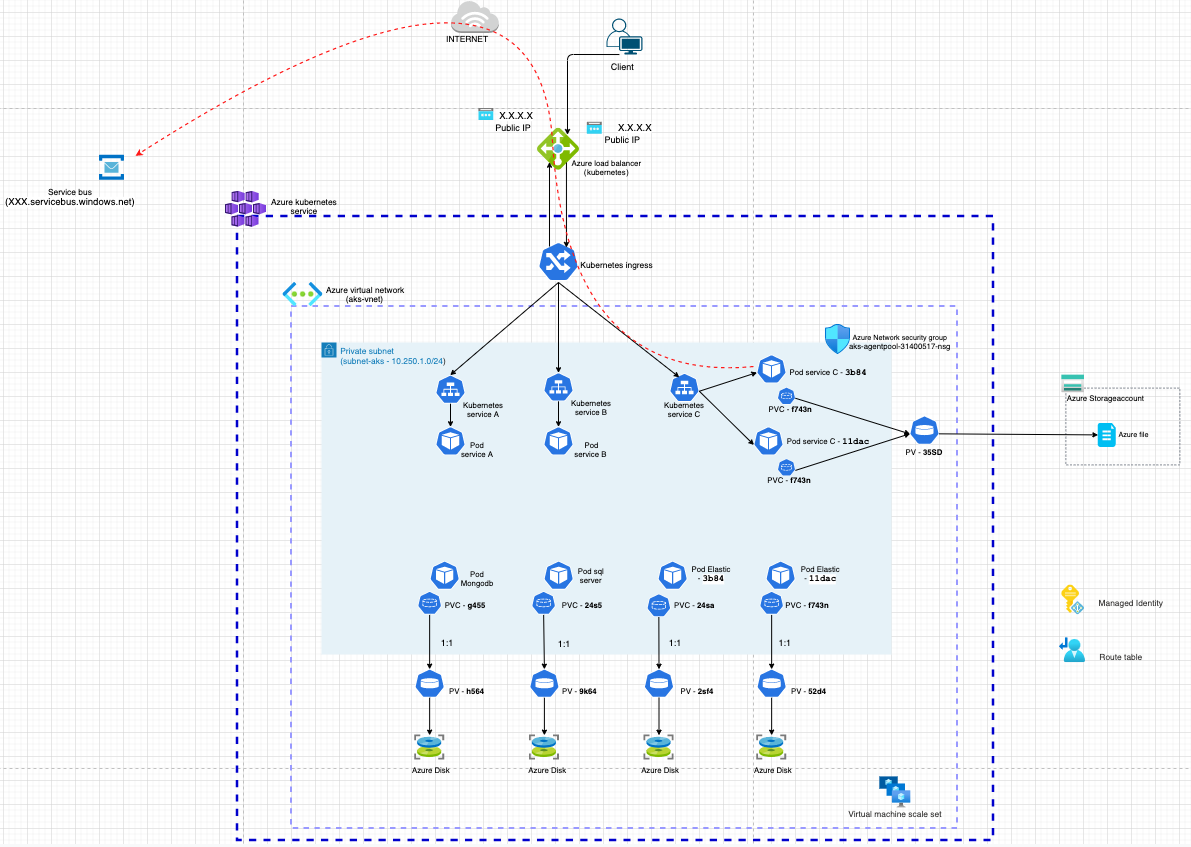 INTERNET
Client
X.X.X.X
Public IP
X.X.X.X
Public IP
Azure load balancer
(kubernetes)
Service bus
(XXX.servicebus.windows.net)
Azure kubernetes
service
Kubernetes ingress
Azure virtual network
(aks-vnet)
Azure Network security group
aks-agentpool-31400517-nsg
Private subnet
(subnet-aks - 10.250.1.0/24)
Kubernetes
service A
Kubernetes
service B
Kubernetes
service C
Pod service C - 3b84
PVC - f743n
Pod
service A
Pod
service B
Pod service C - 11dac
PVC - f743n
PV - 35SD
Azure Storageaccount
Azure file
Pod
Mongodb
Pod sql
server
Pod Elastic
- 3b84
Pod Elastic
- 11dac
PVC - g455
PVC - 24s5
PVC - 24sa
PVC - f743n
1:1
1:1
1:1
1:1
PV - h564
PV - 9k64
PV - 2sf4
PV - 52d4
Azure Disk
Azure Disk
Azure Disk
Azure Disk
Managed Identity
Route table
Virtual machine scale set